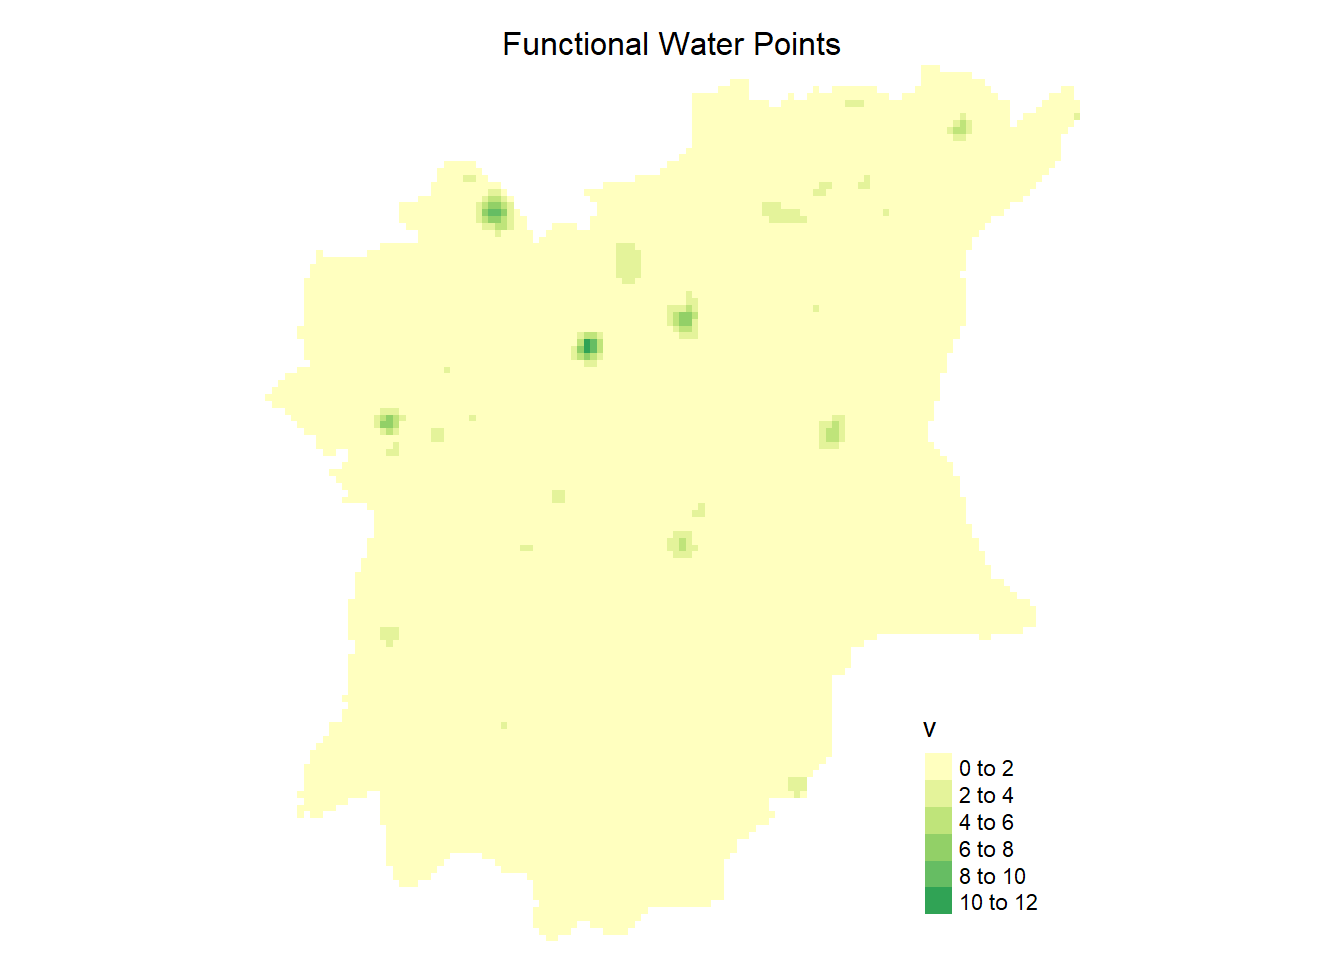 Functional Water Points
v
0 to 2
2 to 4
4 to 6
6 to 8
8 to 10
10 to 12